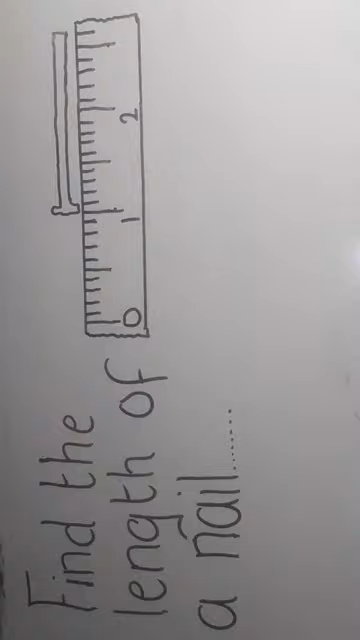 0 1 2
Find the
length of
a nail........